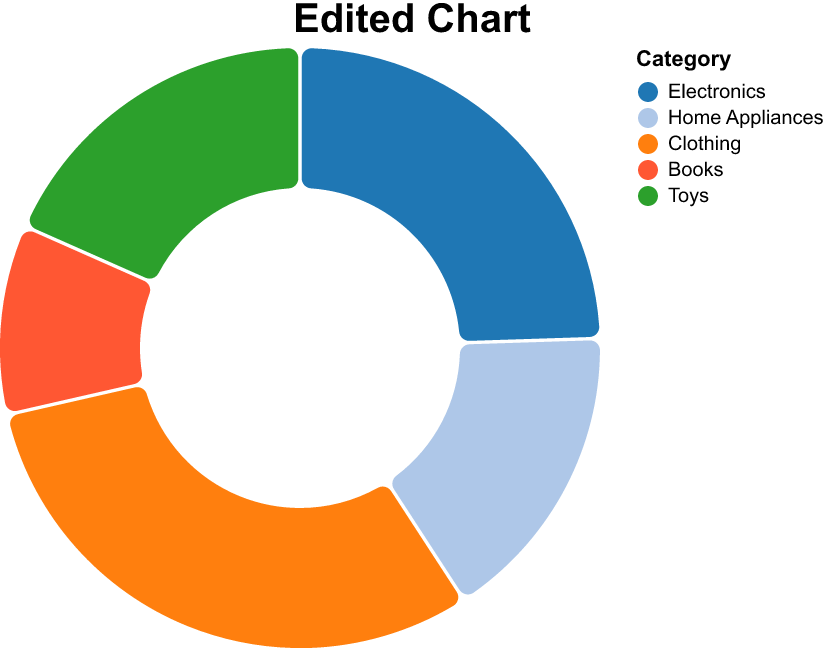 Edited Chart
Category
Electronics
Home Appliances
Clothing
Books
Toys